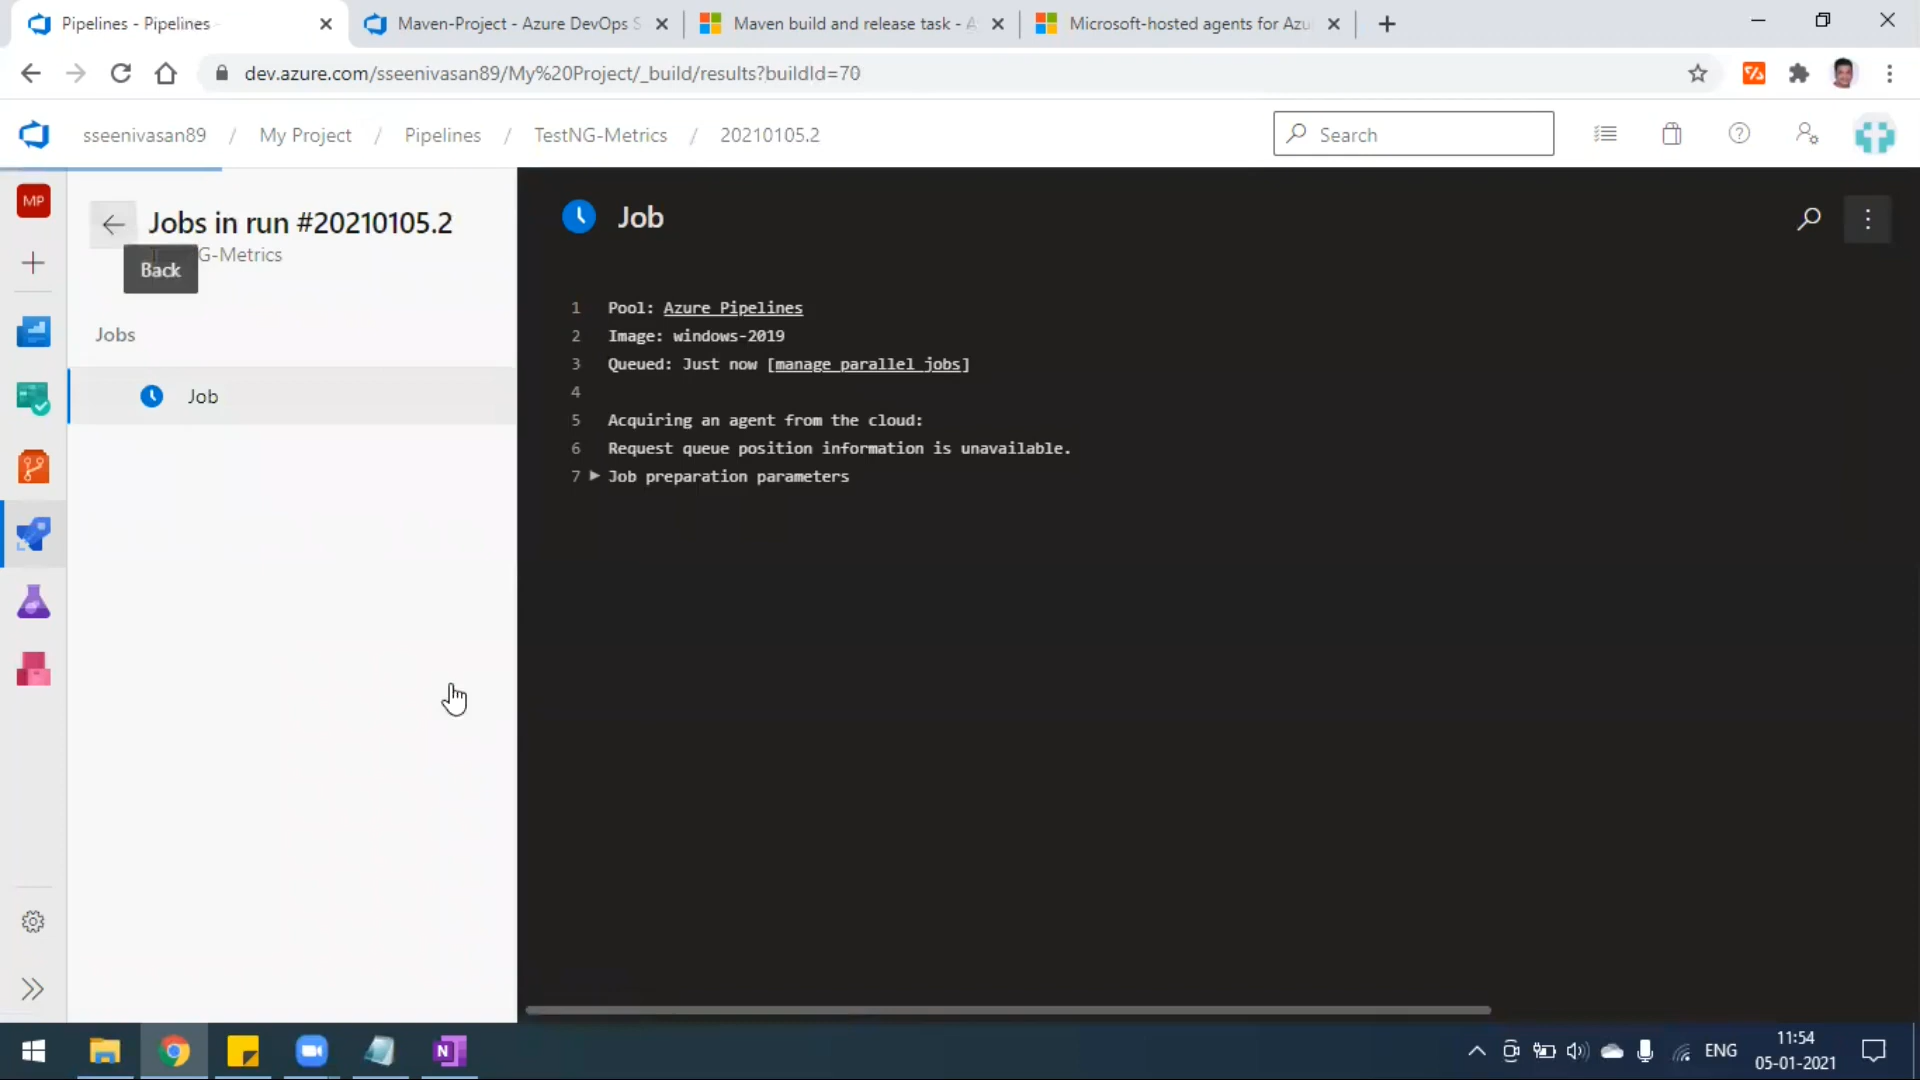 Pipelines - Pipelines
Maven-Project - Azure DevOps S
Maven build and release task - A
Microsoft-hosted agents for Azu
dev.azure.com/sseenivasan89/My%20Project/_build/results?buildId=70
sseenivasan89 / My Project / Pipelines / TestNG-Metrics / 20210105.2
Search
MP
Jobs in run #20210105.2
G-Metrics
Back
Jobs
Job
Job
1 Pool: Azure Pipelines
2 Image: windows-2019
3 Queued: Just now [manage parallel jobs]
4
5 Acquiring an agent from the cloud:
6 Request queue position information is unavailable.
7 Job preparation parameters
N
ENG
11:54
05-01-2021